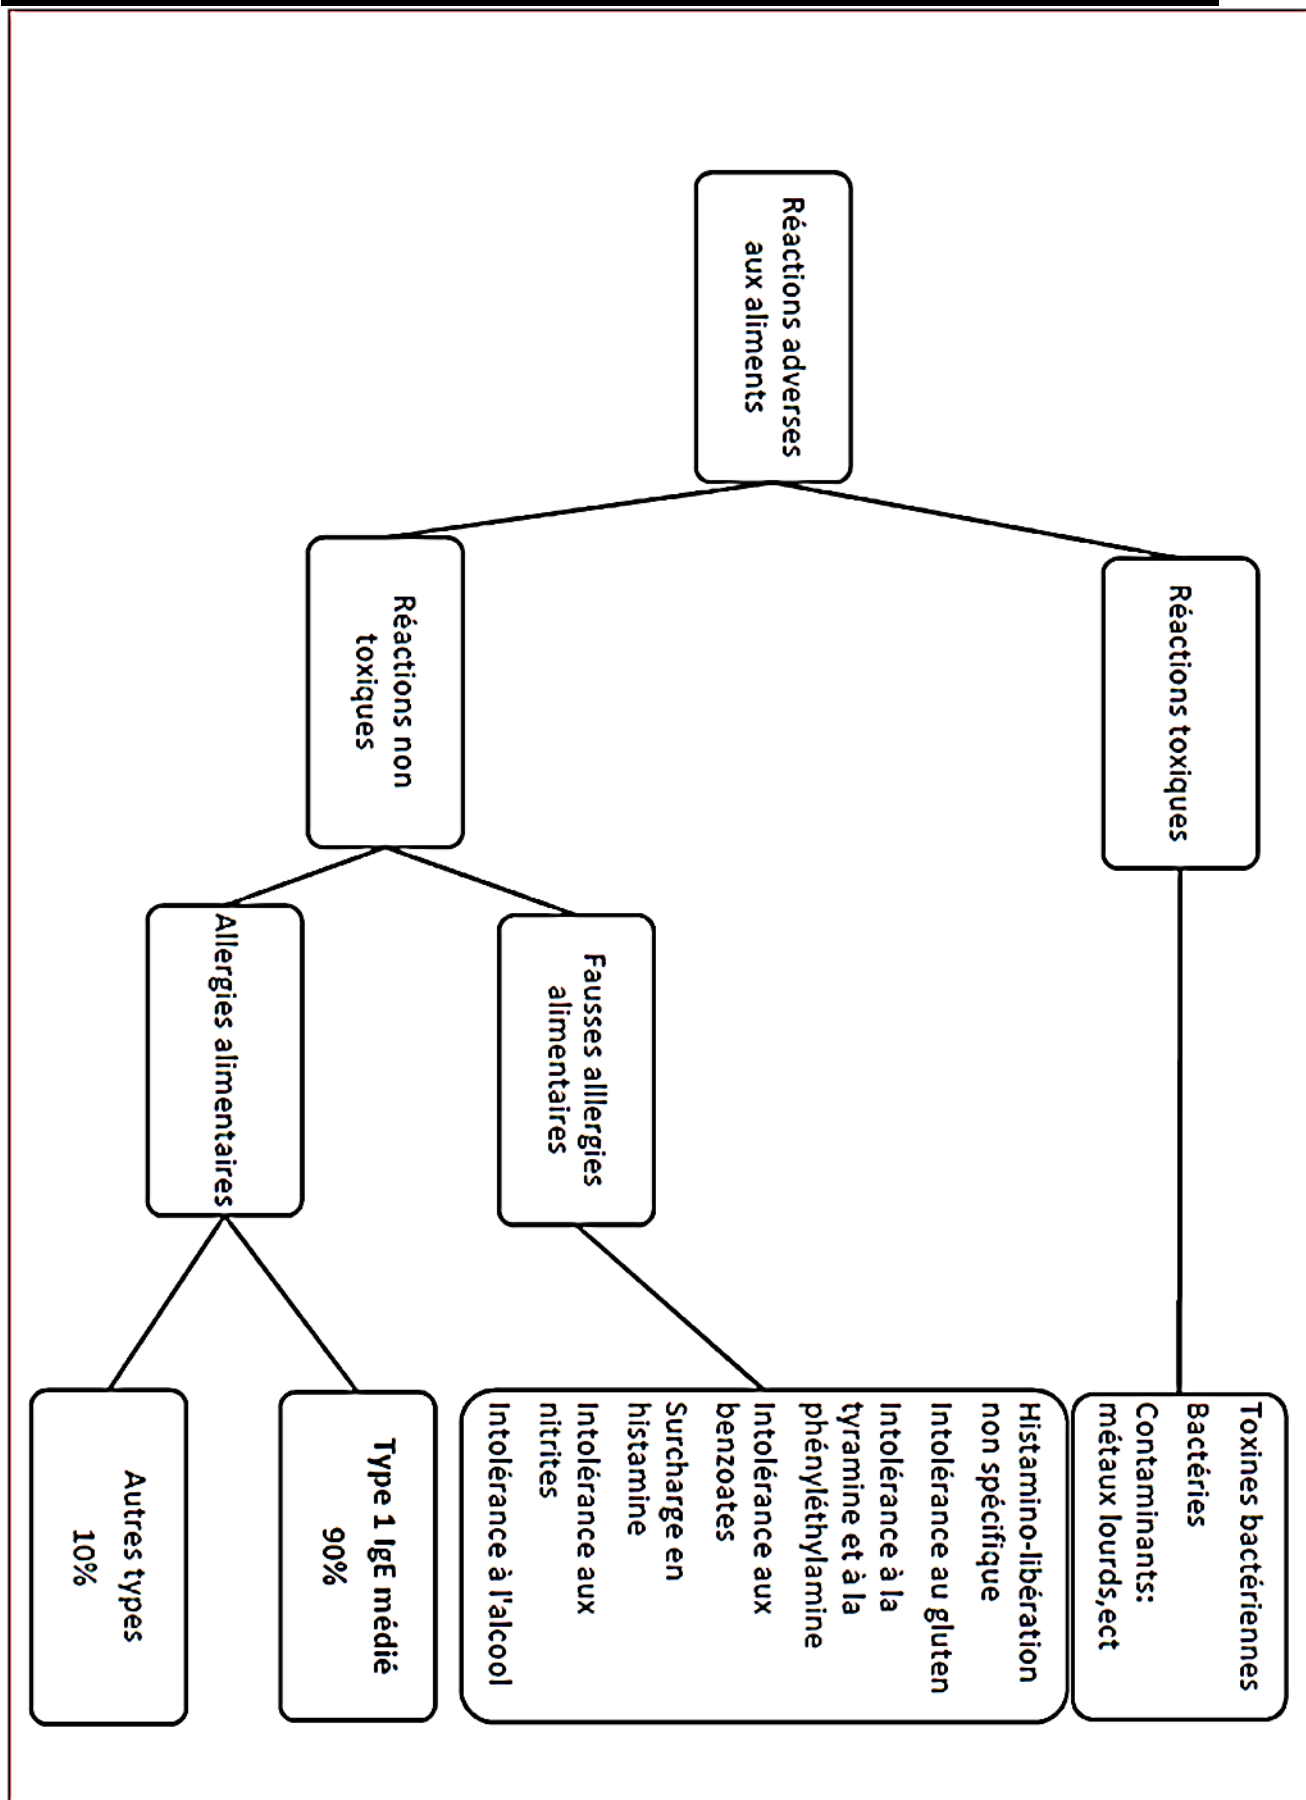 Réactions adverses
aux aliments
Réactions toxiques
Toxines bactériennes
Bactéries
Contaminants:
métaux lourds,ect
Réactions non
toxiques
Fausses alllergies
alimentaires
Histamino-libération
non spécifique
Intolérance au gluten
Intolérance à la
tyramine et à la
phényléthylamine
Intolérance aux
benzoates
Surcharge en
histamine
Intolérance aux
nitrites
Intolérance à l'alcool
Allergies alimentaires
Type 1 IgE médié
90%
Autres types
10%